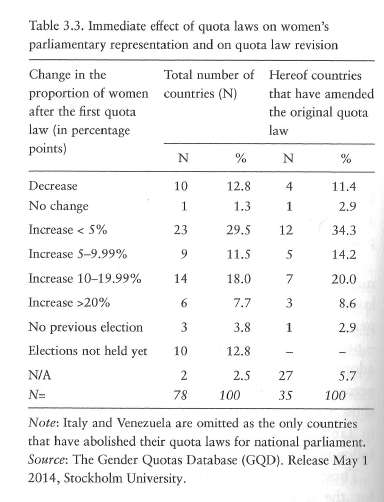 Table 3.3. Immediate effect of quota laws on women's
parliamentary representation and on quota law revision
Change in the Total number of Hereof countries
proportion of women countries (N) that have amended
after the first quota the original quota
law (in percentage law
points)
N % N %
Decrease 10 12.8 4 11.4
No change 1 1.3 1 2.9
Increase < 5% 23 29.5 12 34.3
Increase 5–9.99% 9 11.5 5 14.2
Increase 10–19.99% 14 18.0 7 20.0
Increase >20% 6 7.7 3 8.6
No previous election 3 3.8 1 2.9
Elections not held yet 10 12.8 – –
N/A 2 2.5 27 5.7
N= 78 100 35 100
Note: Italy and Venezuela are omitted as the only countries
that have abolished their quota laws for national parliament.
Source: The Gender Quotas Database (GQD). Release May 1
2014, Stockholm University.